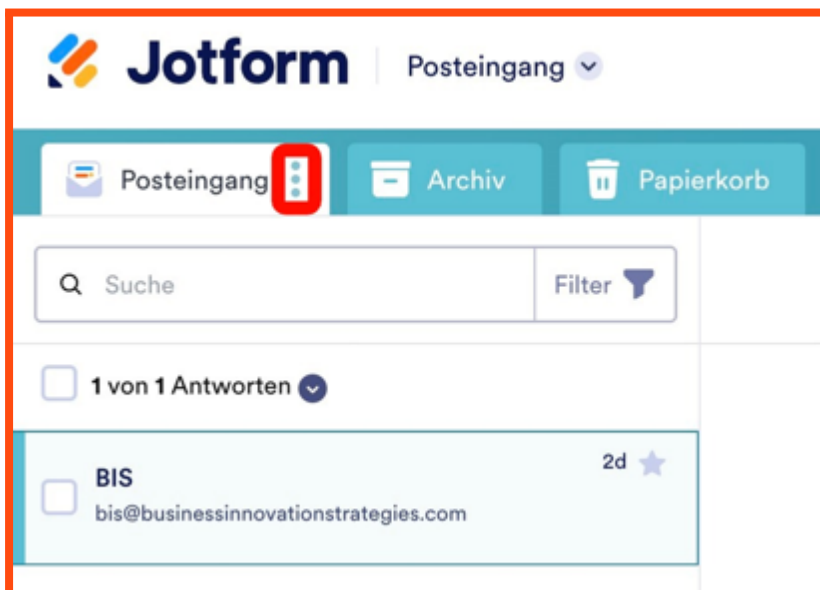 Jotform Posteingang
Posteingang Archiv Papierkorb
Suche Filter
1 von 1 Antworten
BIS 2d
bis@businessinnovationstrategies.com